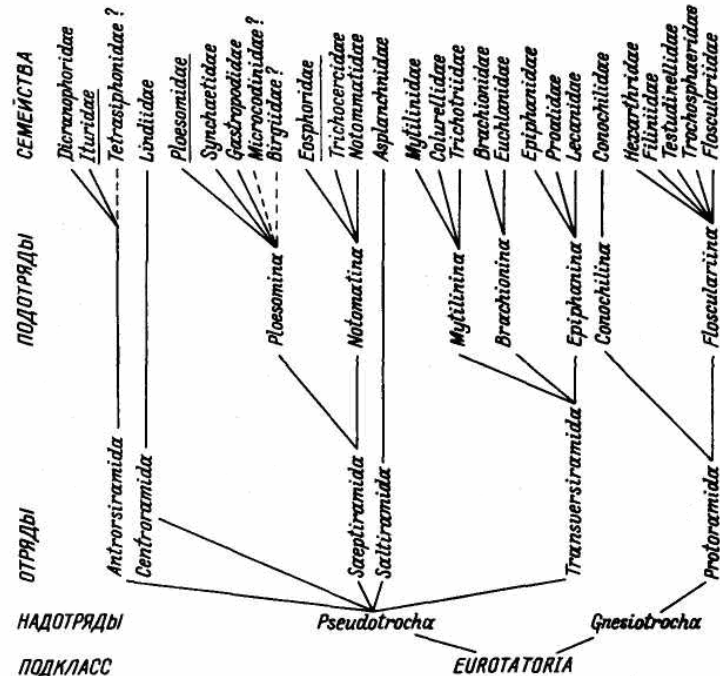 СЕМЕЙСТВА
Dicranophoridae
Ituridae
Tetrasiphonidae ?
Lindiidae
Ploesomidae
Synchaetidae
Gastropodidae
Microcodinidae ?
Birgiidae ?
Eosphoridae
Trichocercidae
Notommatidae
Asplanchnidae
Mytilinidae
Colurellidae
Trichotriidae
Brachionidae
Euchlanidae
Epiphanidae
Proalidae
Lecanidae
Conochilidae
Hexarthridae
Filiniidae
Testudinellidae
Trochosphaeridae
Flosculariidae
ПОДОТРЯДЫ
Ploesomina
Notomatina
Mytilinina
Brachionina
Epiphanina
Conochilina
Flosculariina
ОТРЯДЫ
Antrorsiramida
Centroramida
Saeptiramida
Saltiramida
Transversiramida
Protoramida
НАДОТРЯДЫ
Pseudotrocha
Gnesiotrocha
ПОДКЛАСС
EUROTATORIA